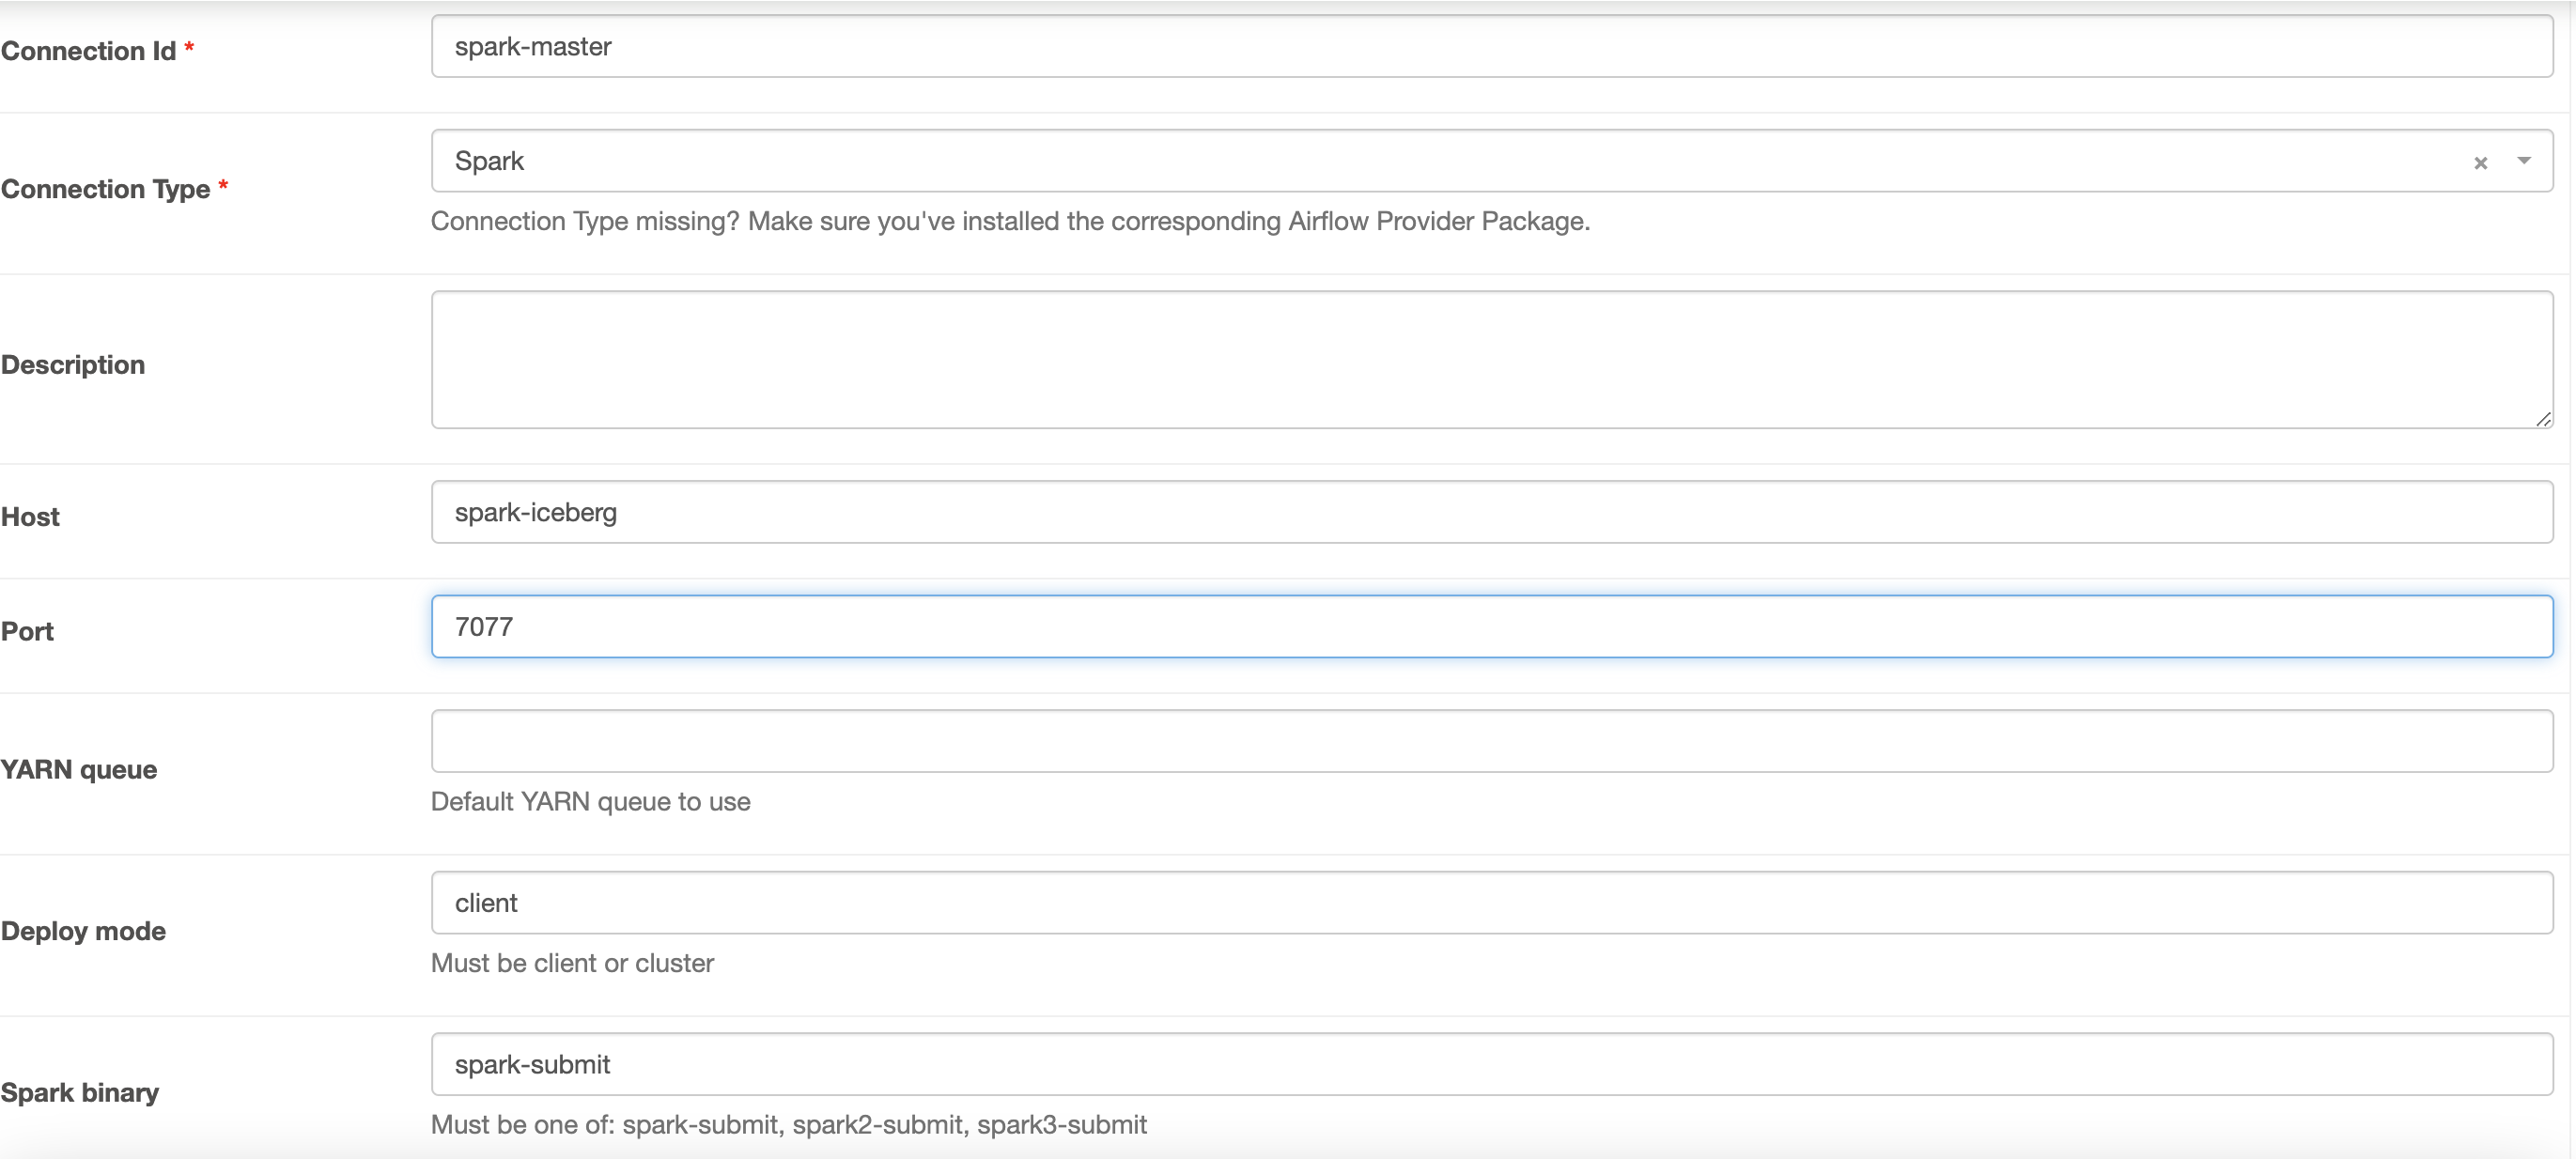 Connection Id *
spark-master
Connection Type *
Spark
Connection Type missing? Make sure you've installed the corresponding Airflow Provider Package.
Description
Host
spark-iceberg
Port
7077
YARN queue
Default YARN queue to use
Deploy mode
client
Must be client or cluster
Spark binary
spark-submit
Must be one of: spark-submit, spark2-submit, spark3-submit